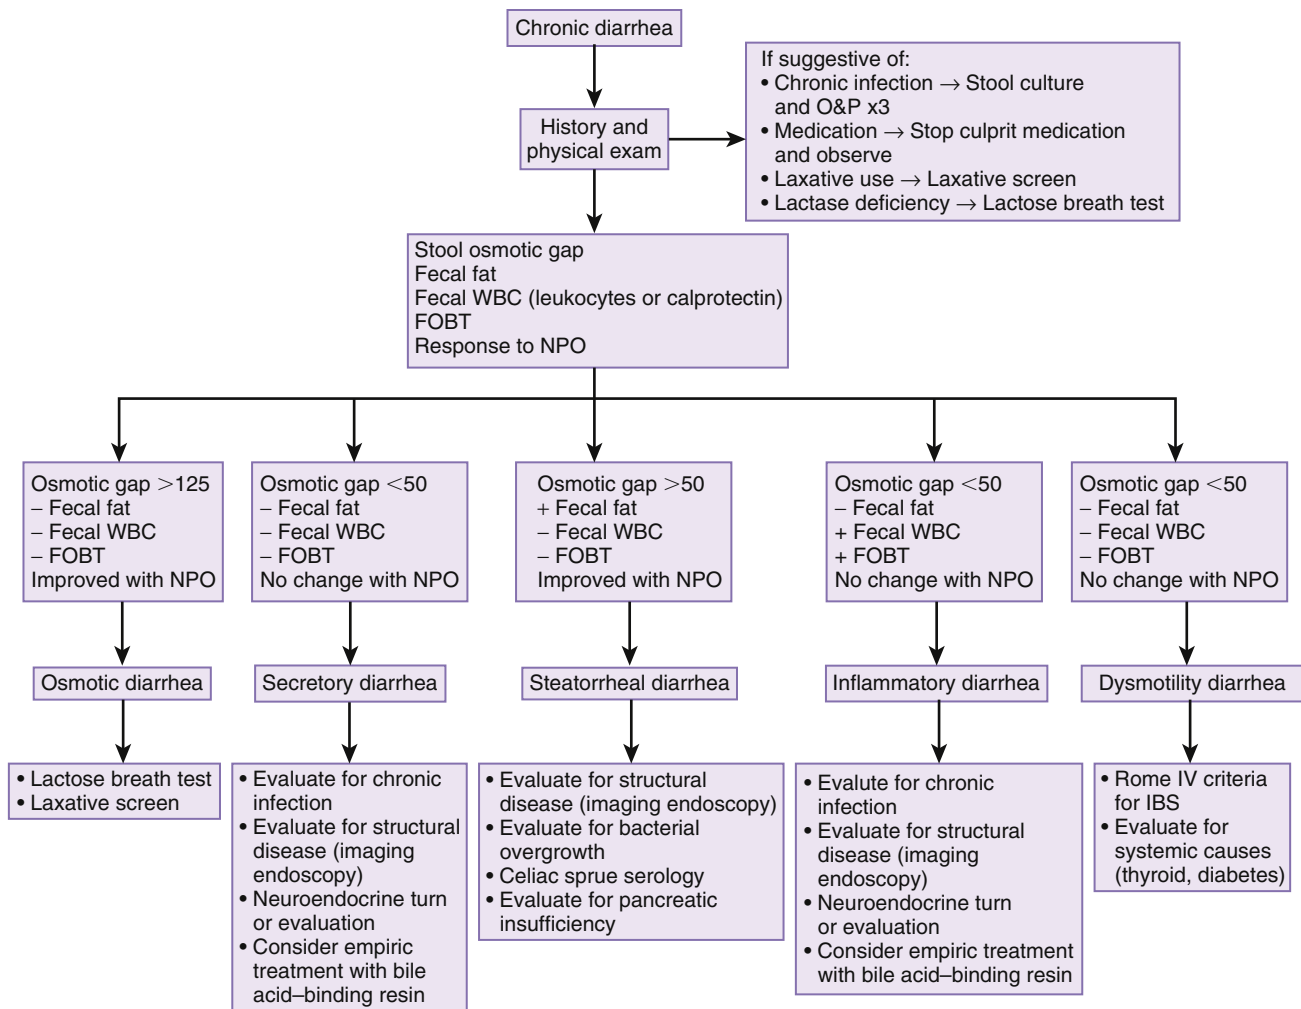 Chronic diarrhea
History and
physical exam
If suggestive of:
• Chronic infection → Stool culture
and O&P x3
• Medication → Stop culprit medication
and observe
• Laxative use → Laxative screen
• Lactase deficiency → Lactose breath test
Stool osmotic gap
Fecal fat
Fecal WBC (leukocytes or calprotectin)
FOBT
Response to NPO
Osmotic gap >125
– Fecal fat
– Fecal WBC
– FOBT
Improved with NPO
Osmotic gap <50
– Fecal fat
– Fecal WBC
– FOBT
No change with NPO
Osmotic gap >50
+ Fecal fat
– Fecal WBC
– FOBT
Improved with NPO
Osmotic gap <50
– Fecal fat
+ Fecal WBC
+ FOBT
No change with NPO
Osmotic gap <50
– Fecal fat
– Fecal WBC
– FOBT
No change with NPO
Osmotic diarrhea
Secretory diarrhea
Steatorrheal diarrhea
Inflammatory diarrhea
Dysmotility diarrhea
• Lactose breath test
• Laxative screen
• Evaluate for chronic
infection
• Evaluate for structural
disease (imaging
endoscopy)
• Neuroendocrine turn
or evaluation
• Consider empiric
treatment with bile
acid–binding resin
• Evaluate for structural
disease (imaging endoscopy)
• Evaluate for bacterial
overgrowth
• Celiac sprue serology
• Evaluate for pancreatic
insufficiency
• Evalute for chronic
infection
• Evaluate for structural
disease (imaging
endoscopy)
• Neuroendocrine turn
or evaluation
• Consider empiric treatment
with bile acid–binding resin
• Rome IV criteria
for IBS
• Evaluate for
systemic causes
(thyroid, diabetes)